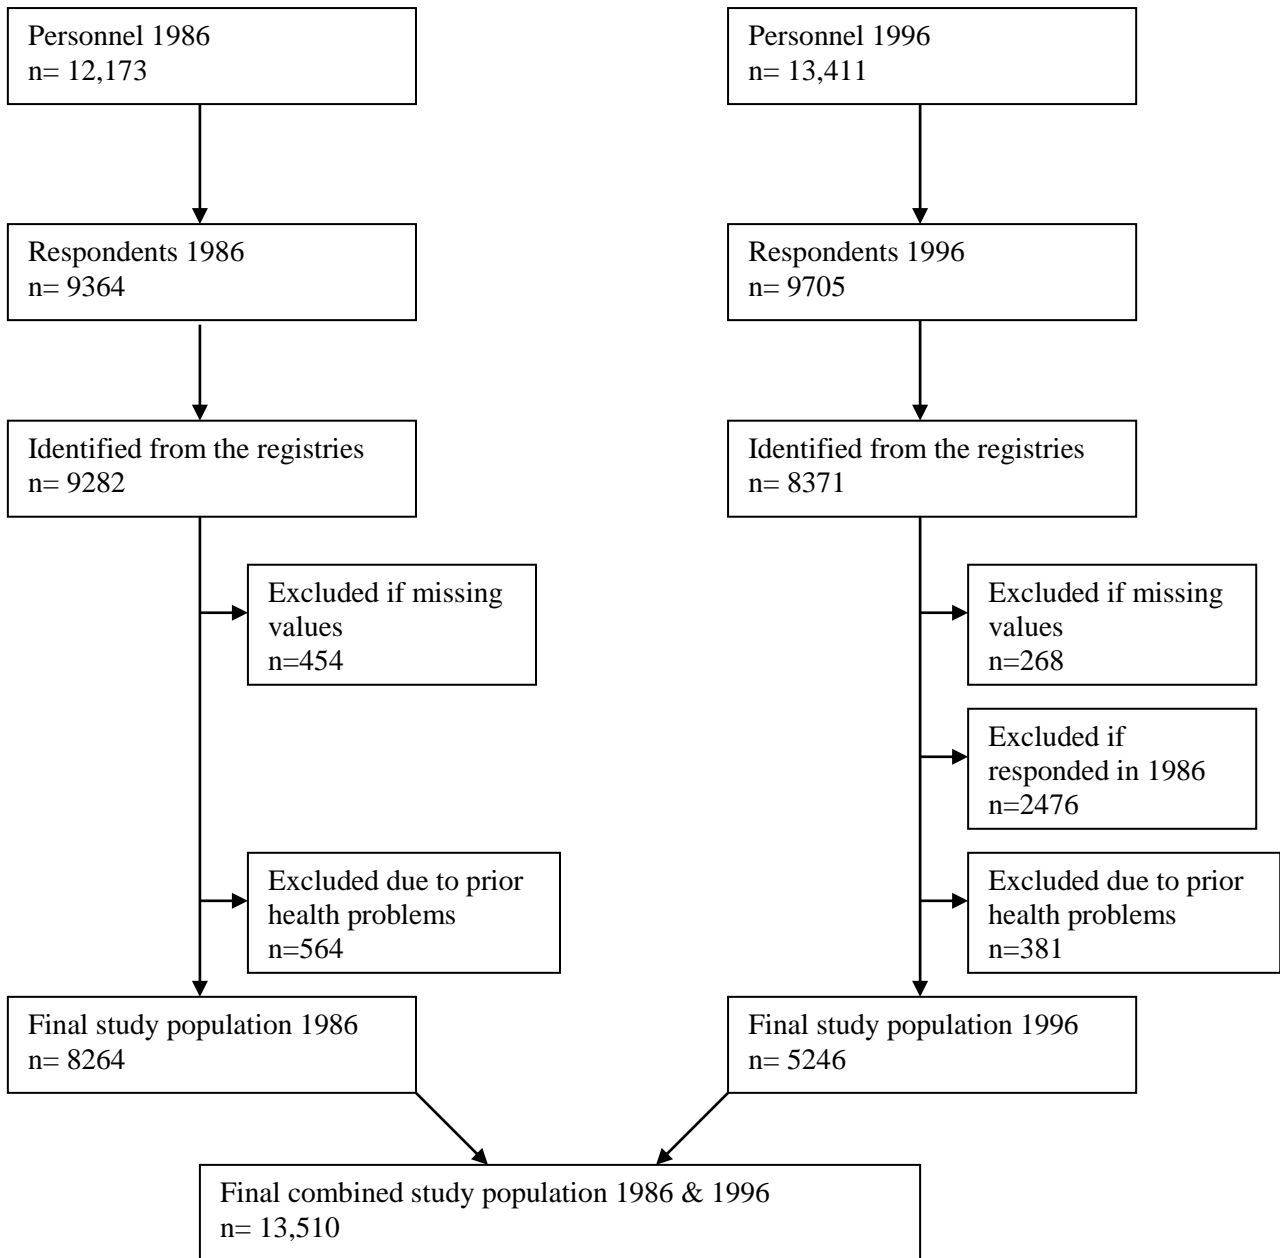 Personnel 1986
n= 12,173
Personnel 1996
n= 13,411
Respondents 1986
n= 9364
Respondents 1996
n= 9705
Identified from the registries
n= 9282
Identified from the registries
n= 8371
Excluded if missing
values
n=454
Excluded if missing
values
n=268
Excluded if
responded in 1986
n=2476
Excluded due to prior
health problems
n=564
Excluded due to prior
health problems
n=381
Final study population 1986
n= 8264
Final study population 1996
n= 5246
Final combined study population 1986 & 1996
n= 13,510